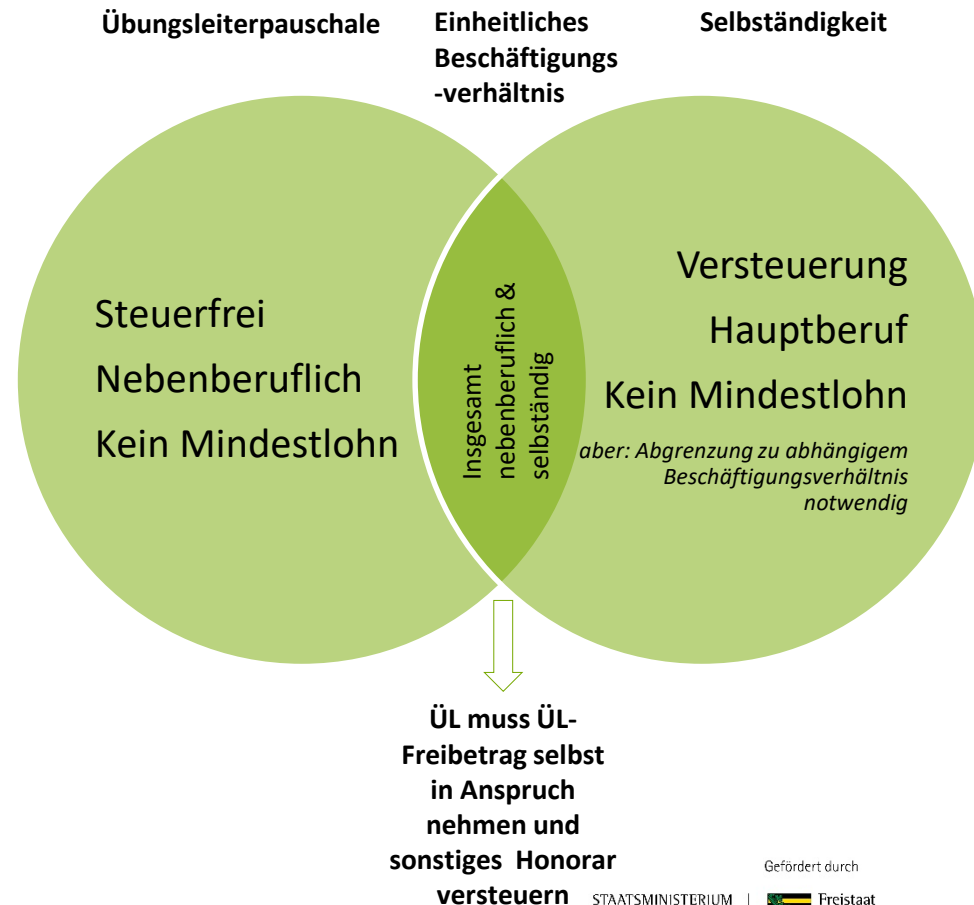 Übungsleiterpauschale
Einheitliches
Beschäftigungs
-verhältnis
Selbständigkeit
Steuerfrei
Nebenberuflich
Kein Mindestlohn
Insgesamt
nebenberuflich &
selbständig
Versteuerung
Hauptberuf
Kein Mindestlohn
aber: Abgrenzung zu abhängigem
Beschäftigungsverhältnis
notwendig
ÜL muss ÜL-
Freibetrag selbst
in Anspruch
nehmen und
sonstiges Honorar
versteuern
Gefördert durch
STAATSMINISTERIUM | Freistaat